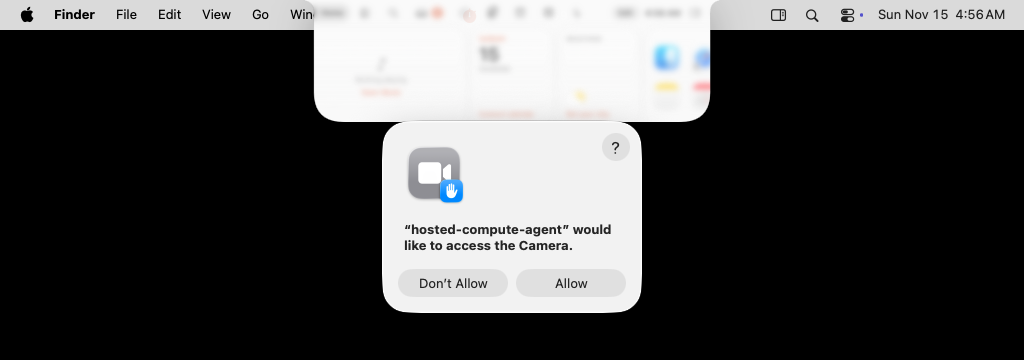 Finder File Edit View Go
Sun Nov 15 4:56 AM
15
?
“hosted-compute-agent” would
like to access the Camera.
Don't Allow
Allow